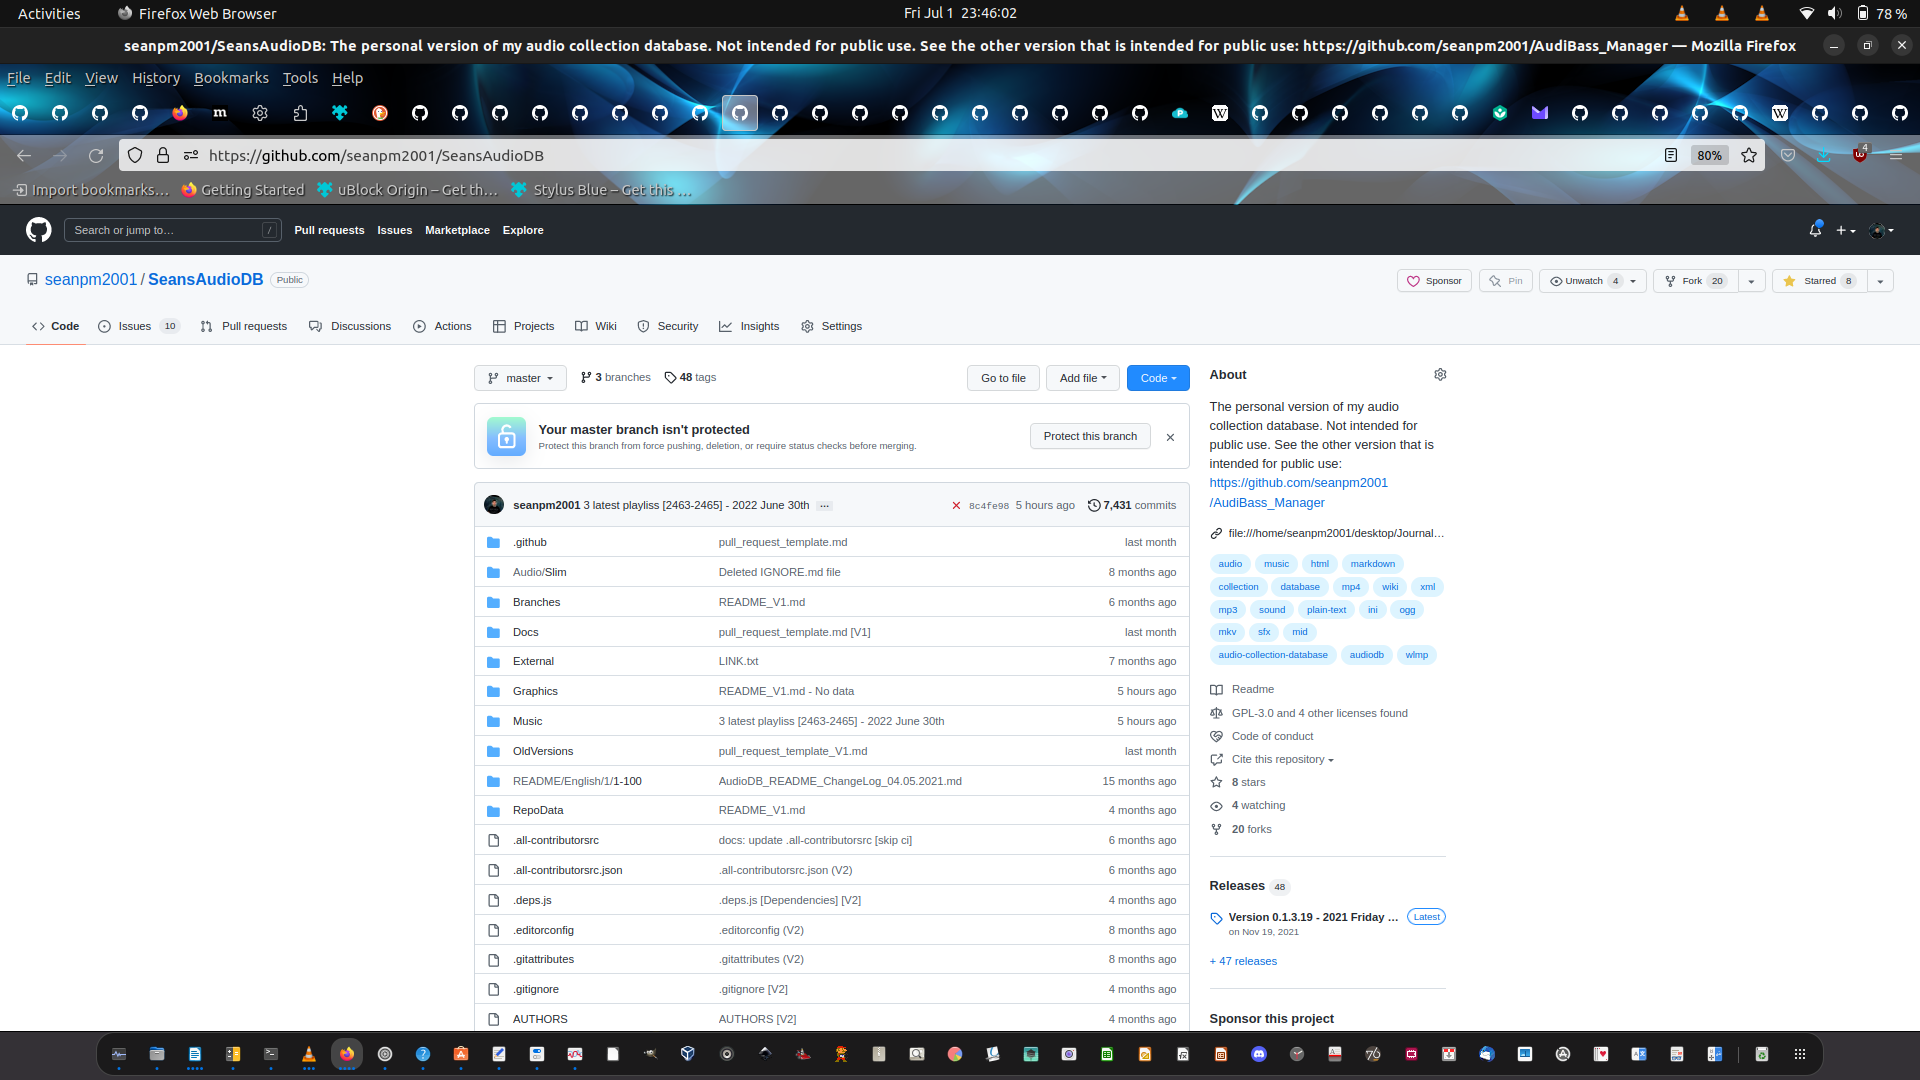 Activities
Firefox Web Browser
Fri Jul 1 23:46:02
78 %
seanpm2001/SeansAudioDB: The personal version of my audio collection database. Not intended for public use. See the other version that is intended for public use: https://github.com/seanpm2001/AudiBass_Manager — Mozilla Firefox
File Edit View History Bookmarks Tools Help
https://github.com/seanpm2001/SeansAudioDB
80%
4
Import bookmarks… Getting Started uBlock Origin – Get th… Stylus Blue – Get this …
Search or jump to… /
Pull requests Issues Marketplace Explore
seanpm2001 / SeansAudioDB Public
Sponsor Pin Unwatch 4 Fork 20 Starred 8
Code Issues 10 Pull requests Discussions Actions Projects Wiki Security Insights Settings
master 3 branches 48 tags
Go to file Add file Code
Your master branch isn't protected
Protect this branch from force pushing, deletion, or require status checks before merging.
Protect this branch
seanpm2001 3 latest playliss [2463-2465] - 2022 June 30th … 8c4fe98 5 hours ago 7,431 commits
.github pull_request_template.md last month
Audio/Slim Deleted IGNORE.md file 8 months ago
Branches README_V1.md 6 months ago
Docs pull_request_template.md [V1] last month
External LINK.txt 7 months ago
Graphics README_V1.md - No data 5 hours ago
Music 3 latest playliss [2463-2465] - 2022 June 30th 5 hours ago
OldVersions pull_request_template_V1.md last month
README/English/1/1-100 AudioDB_README_ChangeLog_04.05.2021.md 15 months ago
RepoData README_V1.md 4 months ago
.all-contributorsrc docs: update .all-contributorsrc [skip ci] 6 months ago
.all-contributorsrc.json .all-contributorsrc.json (V2) 6 months ago
.deps.js .deps.js [Dependencies] [V2] 4 months ago
.editorconfig .editorconfig (V2) 8 months ago
.gitattributes .gitattributes (V2) 8 months ago
.gitignore .gitignore [V2] 4 months ago
AUTHORS AUTHORS [V2] 4 months ago
About
The personal version of my audio
collection database. Not intended for
public use. See the other version that is
intended for public use:
https://github.com/seanpm2001
/AudiBass_Manager
file:///home/seanpm2001/desktop/Journal…
audio music html markdown
collection database mp4 wiki xml
mp3 sound plain-text ini ogg
mkv sfx mid
audio-collection-database audiodb wlmp
Readme
GPL-3.0 and 4 other licenses found
Code of conduct
Cite this repository
8 stars
4 watching
20 forks
Releases 48
Version 0.1.3.19 - 2021 Friday … Latest
on Nov 19, 2021
+ 47 releases
Sponsor this project